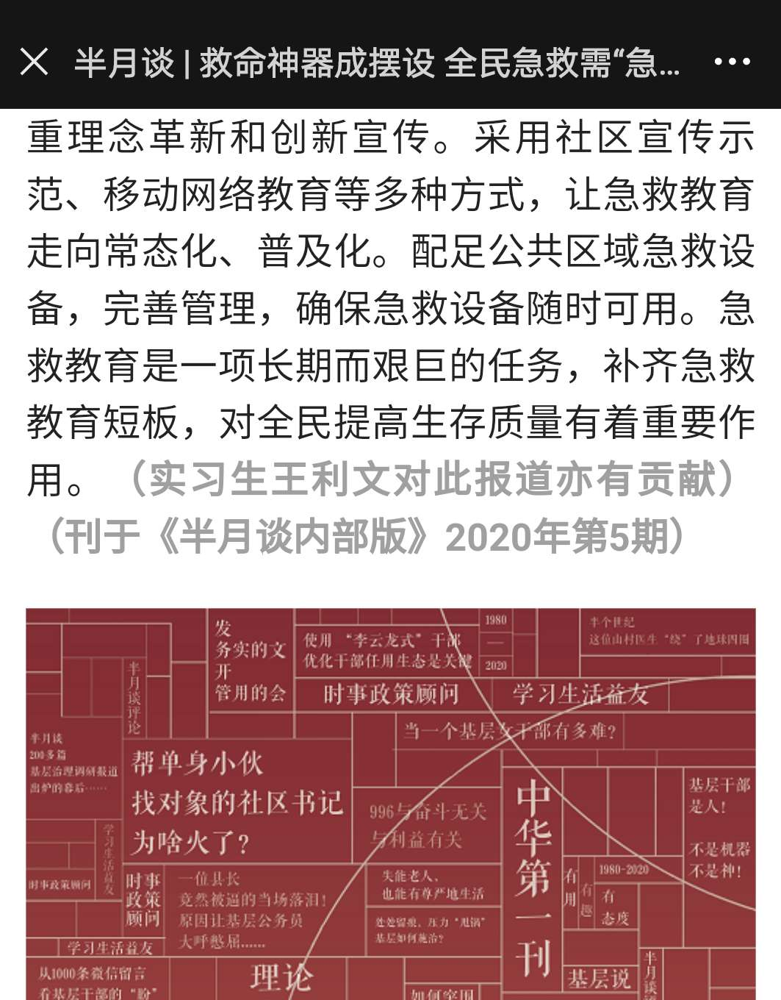 半月谈 | 救命神器成摆设 全民急救需“急...
重理念革新和创新宣传。采用社区宣传示
范、移动网络教育等多种方式，让急救教育
走向常态化、普及化。配足公共区域急救设
备，完善管理，确保急救设备随时可用。急
救教育是一项长期而艰巨的任务，补齐急救
教育短板，对全民提高生存质量有着重要作
用。（实习生王利文对此报道亦有贡献）
（刊于《半月谈内部版》2020年第5期）
发
务实的文
开
管用的会
使用 “李云龙式”干部
优化干部任用生态是关键
1980
—
2020
半个世纪
这位山村医生“绕”了地球四圈
时事政策顾问
学习生活益友
半月谈评论
当一个基层女干部有多难？
半月谈
200多篇
基层治理调研报道
出炉的幕后……
帮单身小伙
找对象的社区书记
为啥火了？
996与奋斗无关
与利益有关
中华第一刊
基层干部
是人！
不是机器
不是神！
学习生活益友
时事政策顾问
时事
政策
顾问
一位县长
竟然被逼的当场落泪！
原因让基层公务员
大呼憋屈......
失能老人、
也能有尊严地生活
处处留痕、压力“甩锅”
基层如何施治？
有用
有趣
1980-2020
有
态度
学习生活益友
从1000条微信留言
看基层干部的“盼”
理论
如何突围
基层说
半月谈